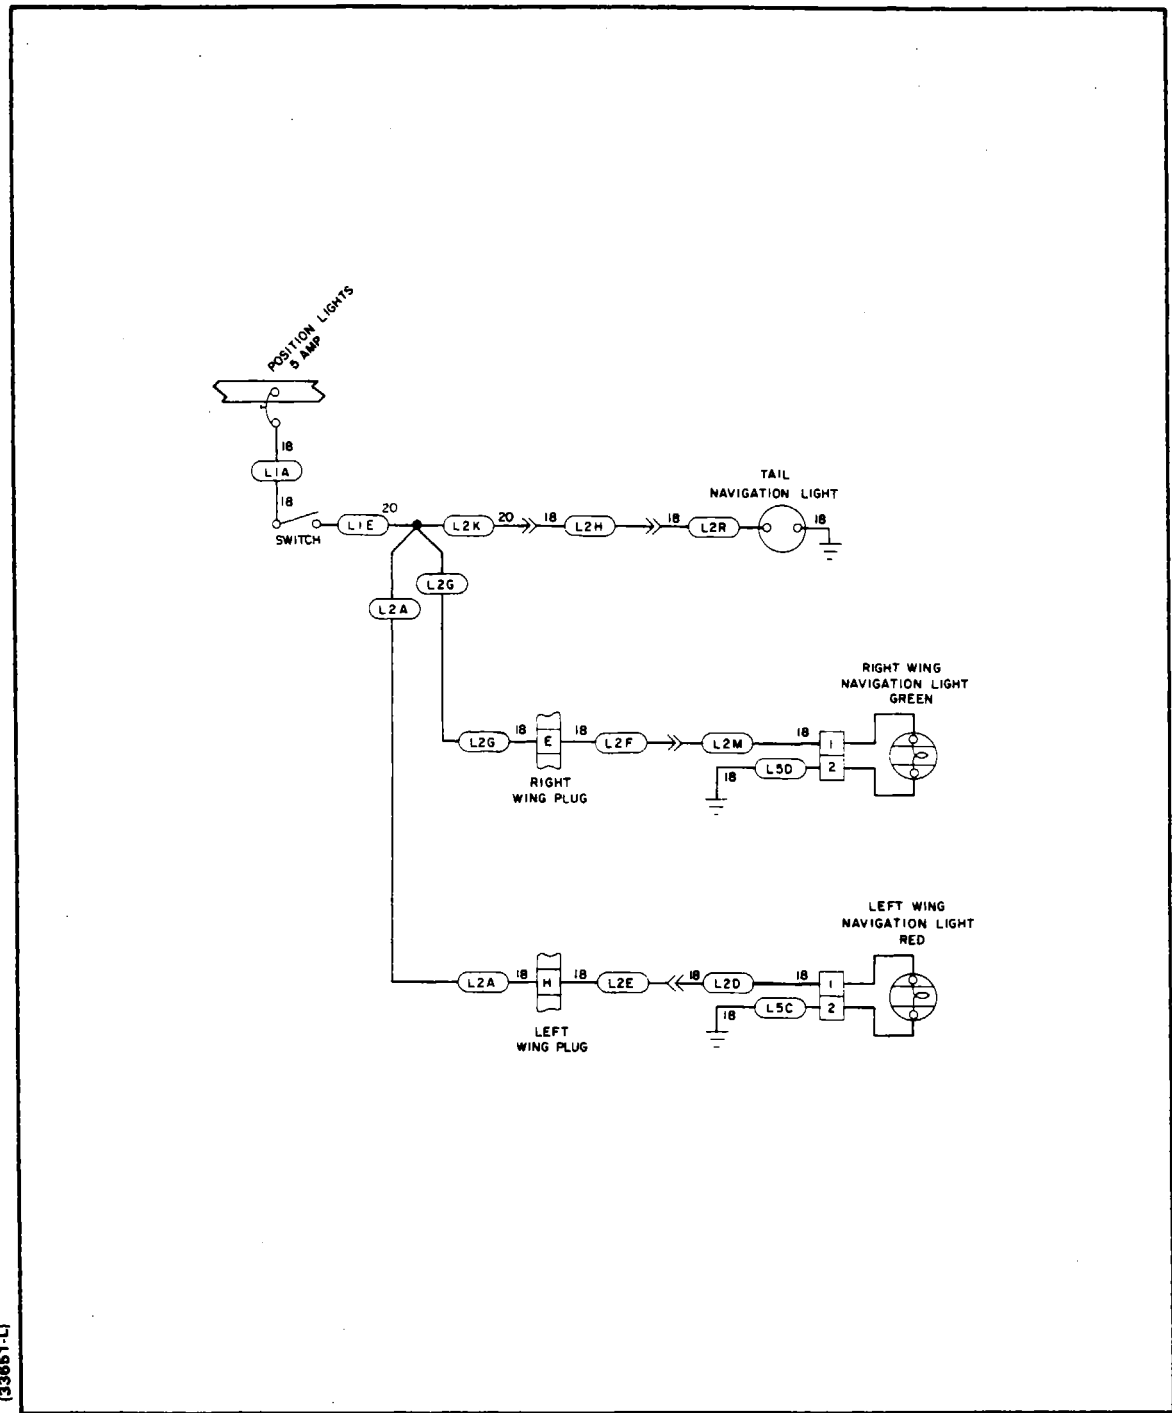 POSITION LIGHTS
5 AMP
18
L1A
18
SWITCH
L1E
20
L2K
20
18
L2H
18
L2R
TAIL
NAVIGATION LIGHT
18
L2G
L2A
RIGHT WING
NAVIGATION LIGHT
GREEN
L2G
18
E
18
L2F
L2M
18
1
18
L5D
2
RIGHT
WING PLUG
LEFT WING
NAVIGATION LIGHT
RED
L2A
18
H
18
L2E
18
L2D
18
1
18
L5C
2
LEFT
WING PLUG